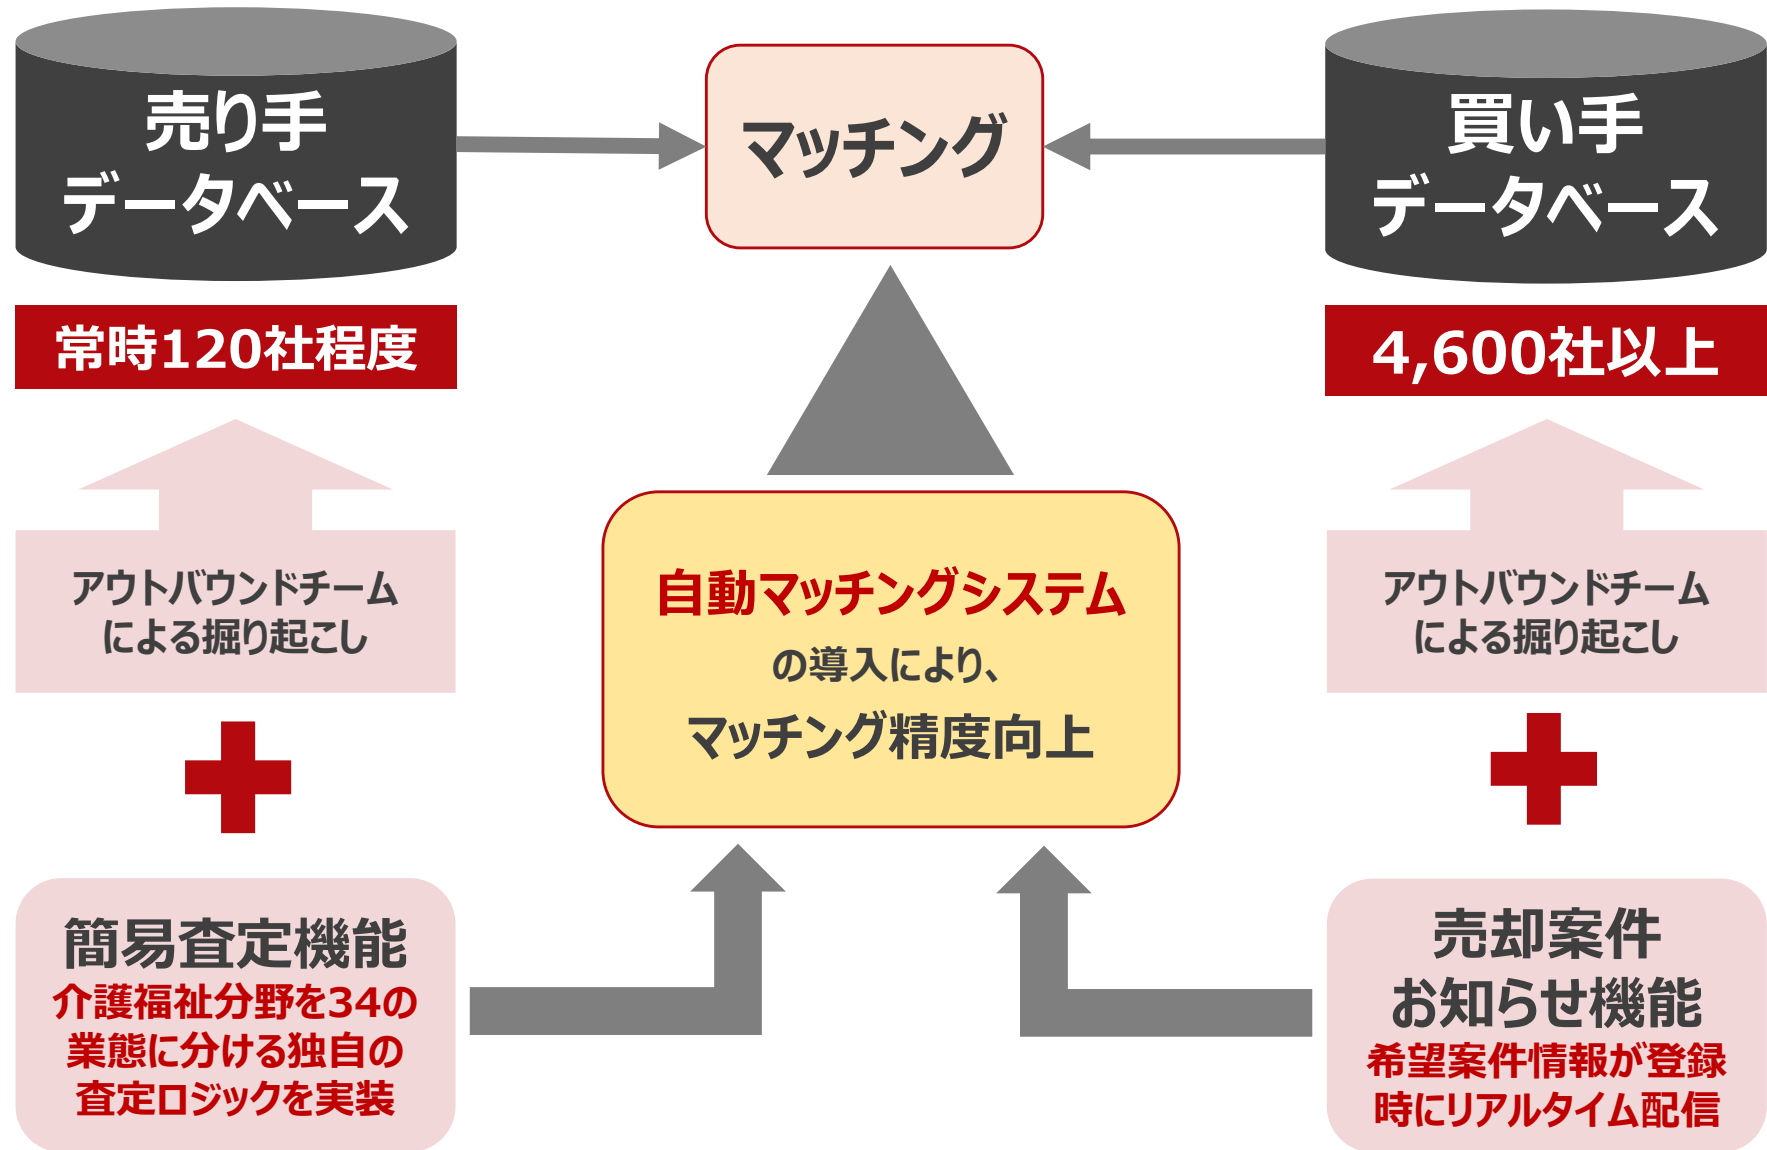 売り手
データベース
常時120社程度
アウトバウンドチーム
による掘り起こし
簡易査定機能
介護福祉分野を34の
業態に分ける独自の
査定ロジックを実装
マッチング
自動マッチングシステム
の導入により、
マッチング精度向上
買い手
データベース
4,600社以上
アウトバウンドチーム
による掘り起こし
売却案件
お知らせ機能
希望案件情報が登録
時にリアルタイム配信